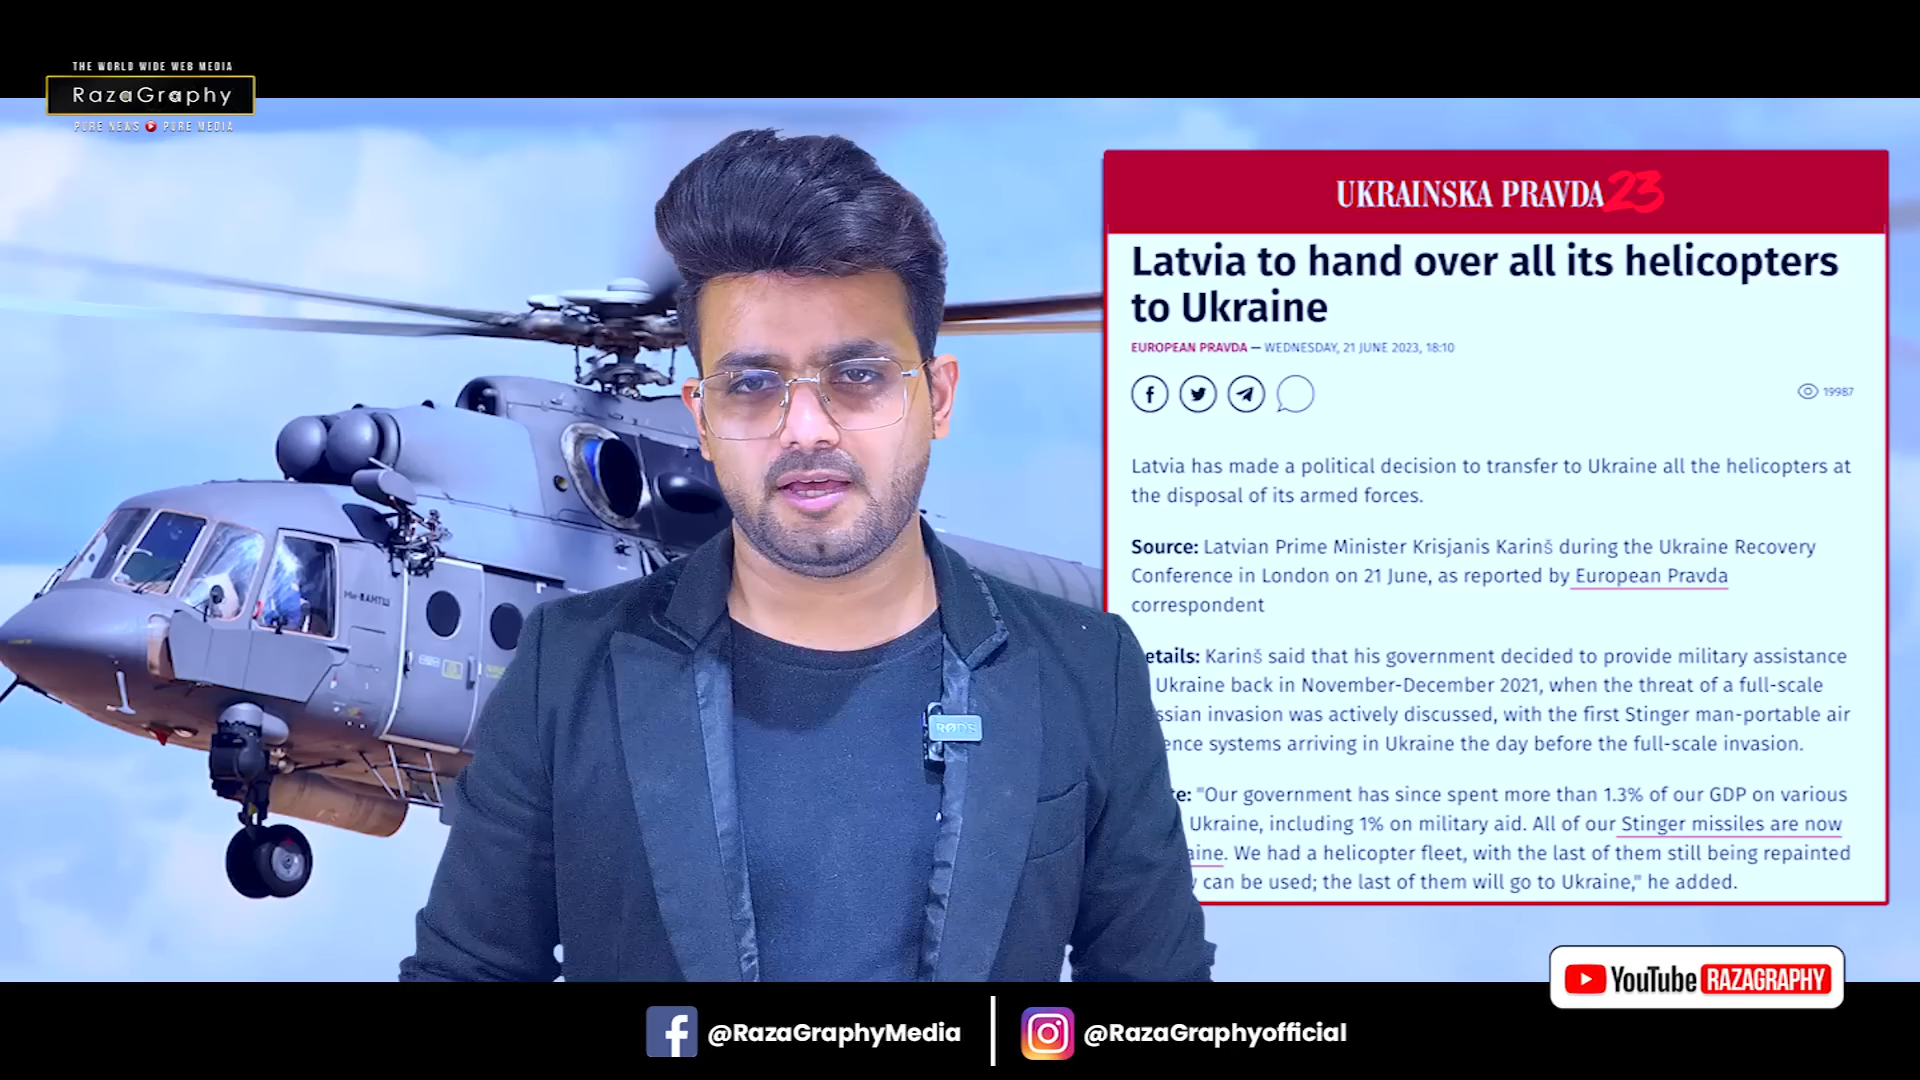 THE WORLD WIDE WEB MEDIA
RazaGraphy
PURE NEWS PURE MEDIA
UKRAINSKA PRAVDA 23
Latvia to hand over all its helicopters
to Ukraine
EUROPEAN PRAVDA — WEDNESDAY, 21 JUNE 2023, 18:10
19987
Latvia has made a political decision to transfer to Ukraine all the helicopters at
the disposal of its armed forces.
Source: Latvian Prime Minister Krisjanis Karinš during the Ukraine Recovery
Conference in London on 21 June, as reported by European Pravda
correspondent
etails: Karinš said that his government decided to provide military assistance
Ukraine back in November-December 2021, when the threat of a full-scale
ssian invasion was actively discussed, with the first Stinger man-portable air
ence systems arriving in Ukraine the day before the full-scale invasion.
te: "Our government has since spent more than 1.3% of our GDP on various
Ukraine, including 1% on military aid. All of our Stinger missiles are now
aine. We had a helicopter fleet, with the last of them still being repainted
can be used; the last of them will go to Ukraine," he added.
RØDE
YouTube RAZAGRAPHY
@RazaGraphyMedia
@RazaGraphyofficial